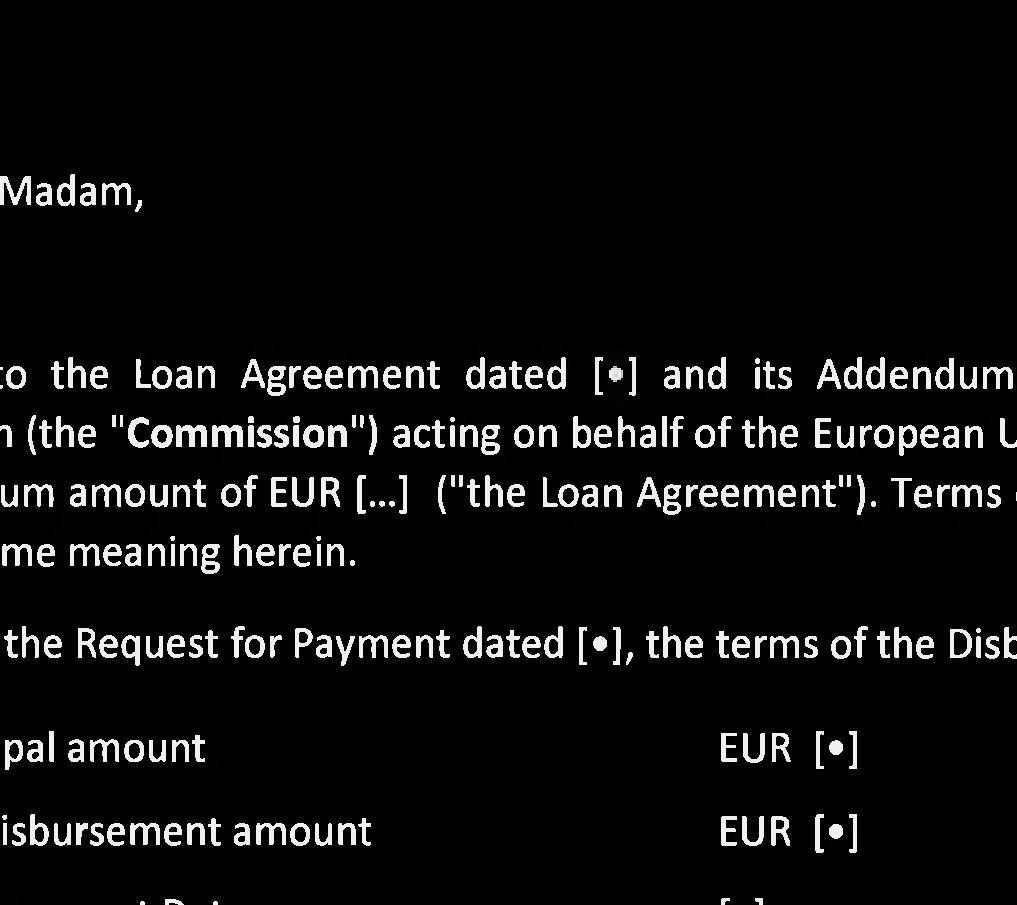 Madam,
to the Loan Agreement dated [•] and its Addendum
(the "Commission") acting on behalf of the European
um amount of EUR [...] ("the Loan Agreement"). Terms
me meaning herein.
the Request for Payment dated [•], the terms of the Disb
pal amount EUR [•]
isbursement amount EUR [•]